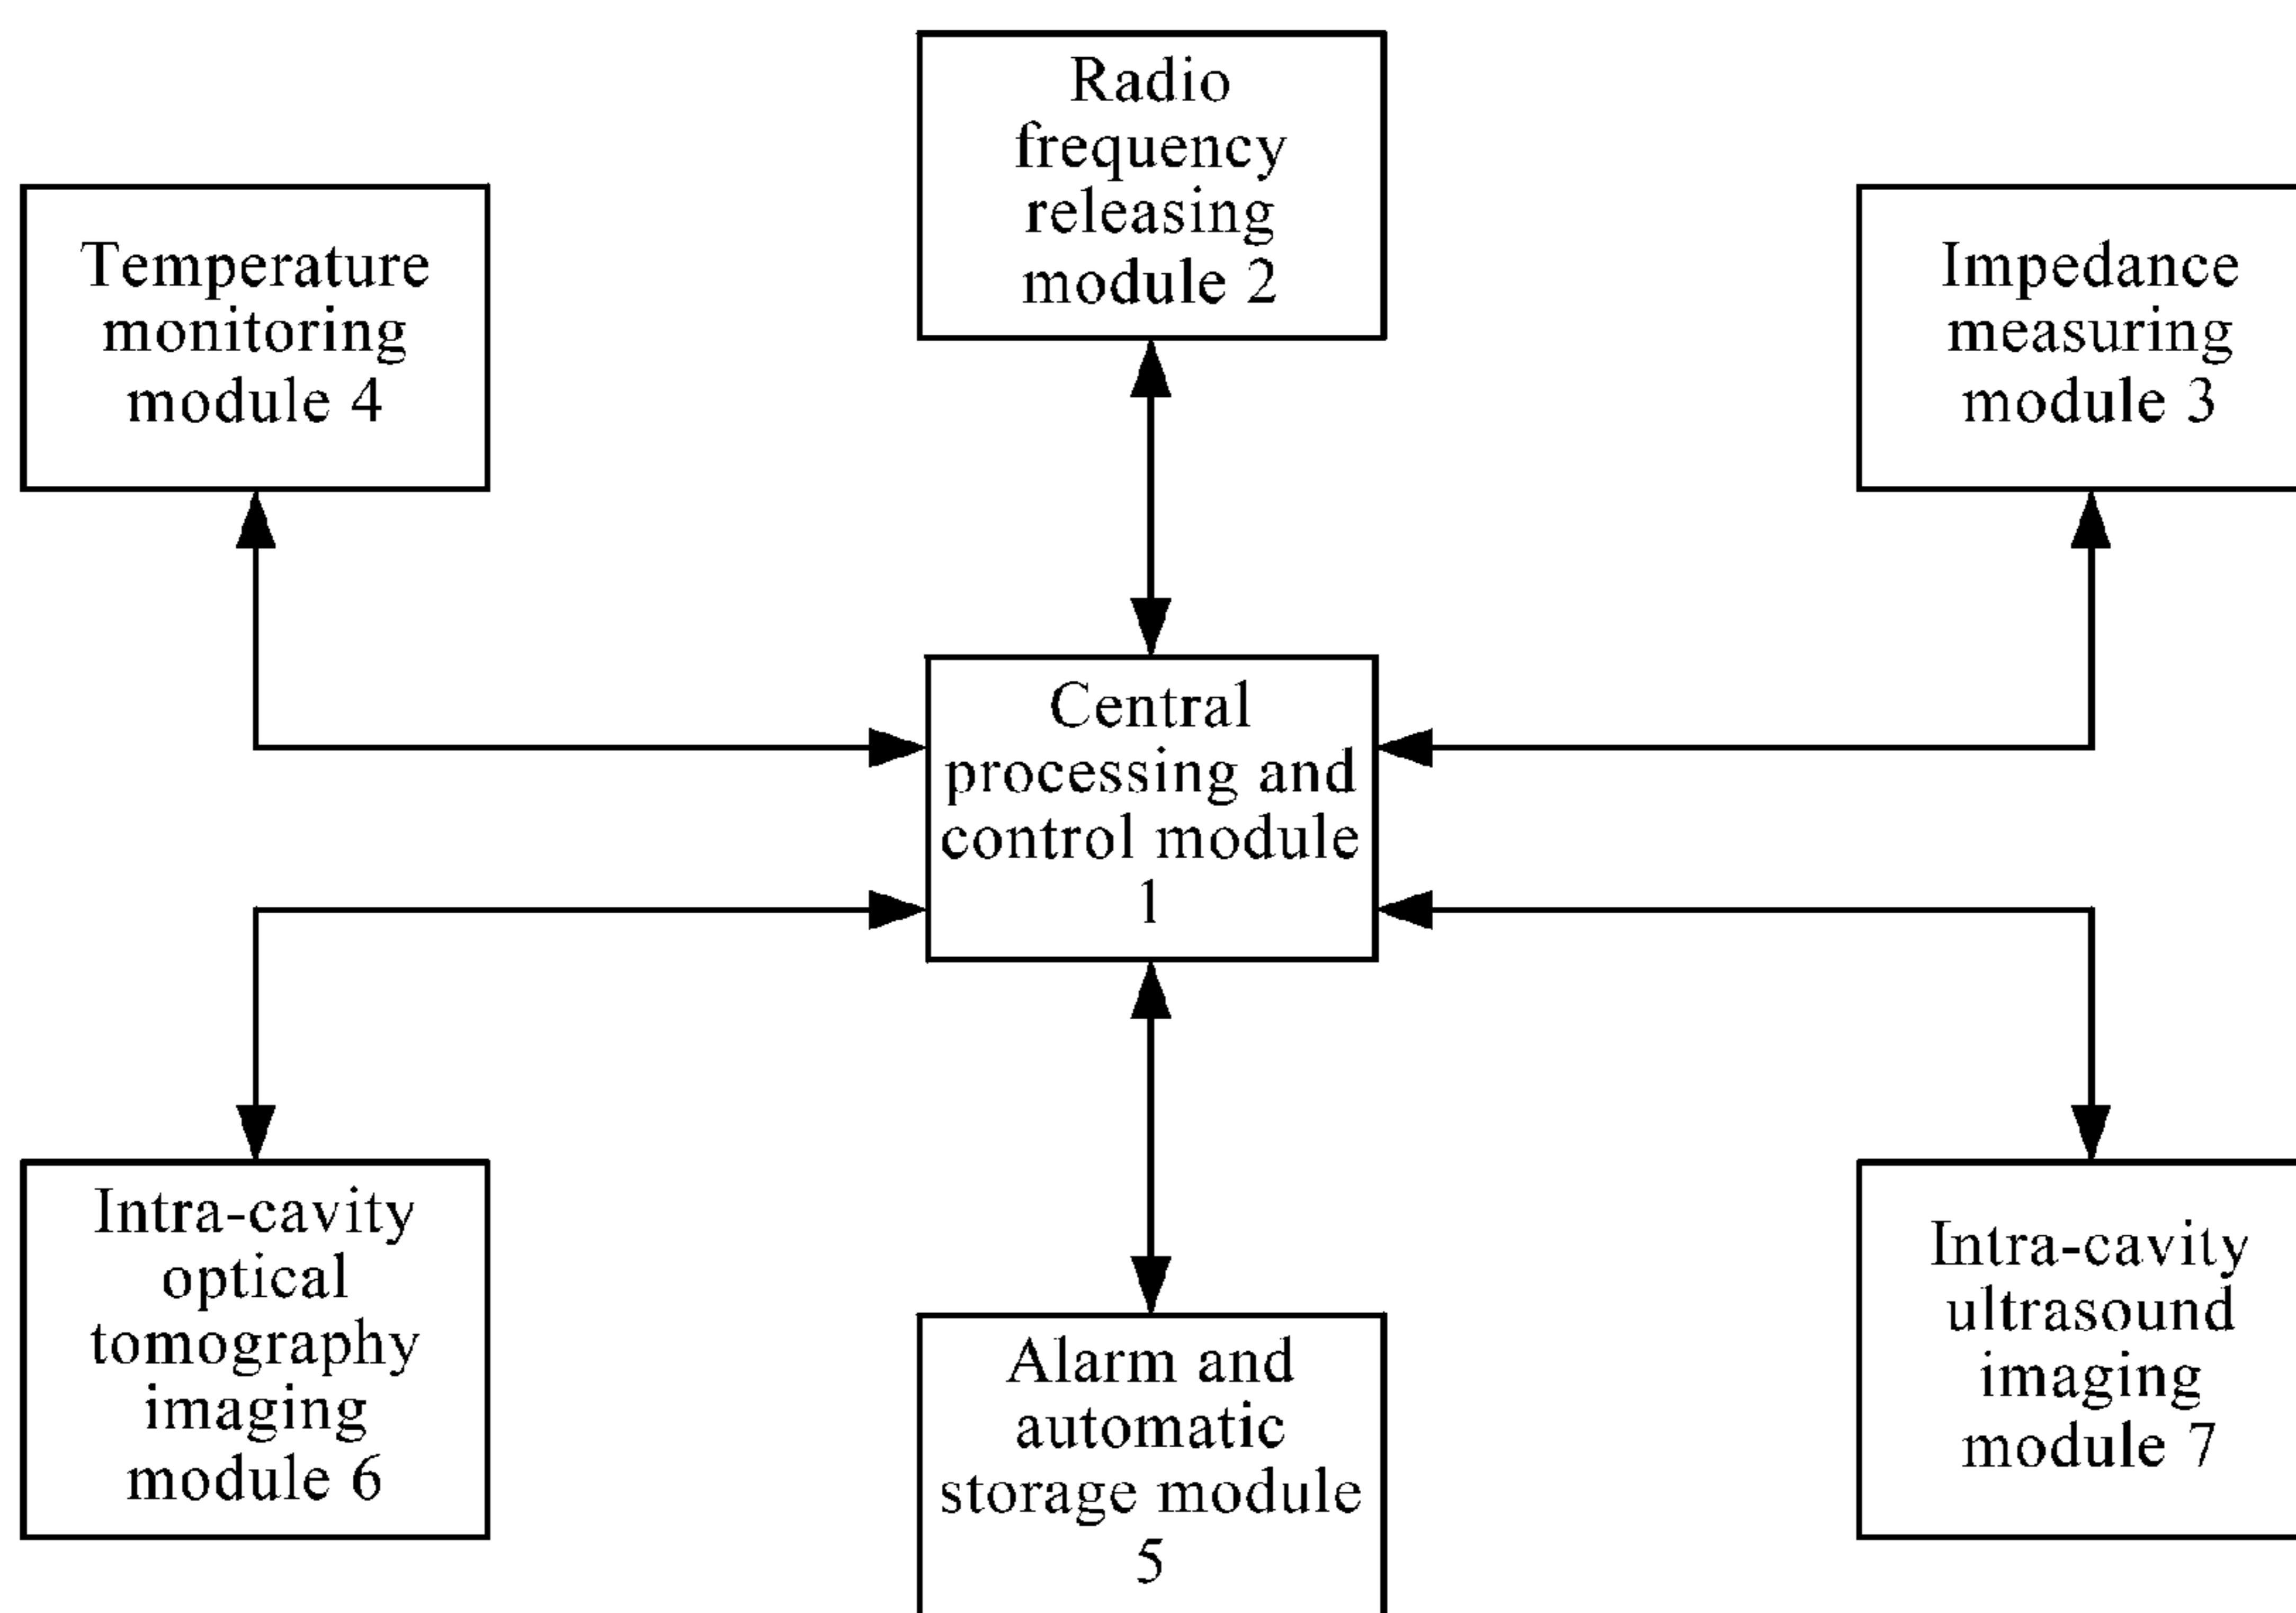 Radio
frequency
releasing
module 2
Temperature
monitoring
module 4
Impedance
measuring
module 3
Central
processing and
control module
1
Intra-cavity
optical
tomography
imaging
module 6
Alarm and
automatic
storage module
5
Intra-cavity
ultrasound
imaging
module 7